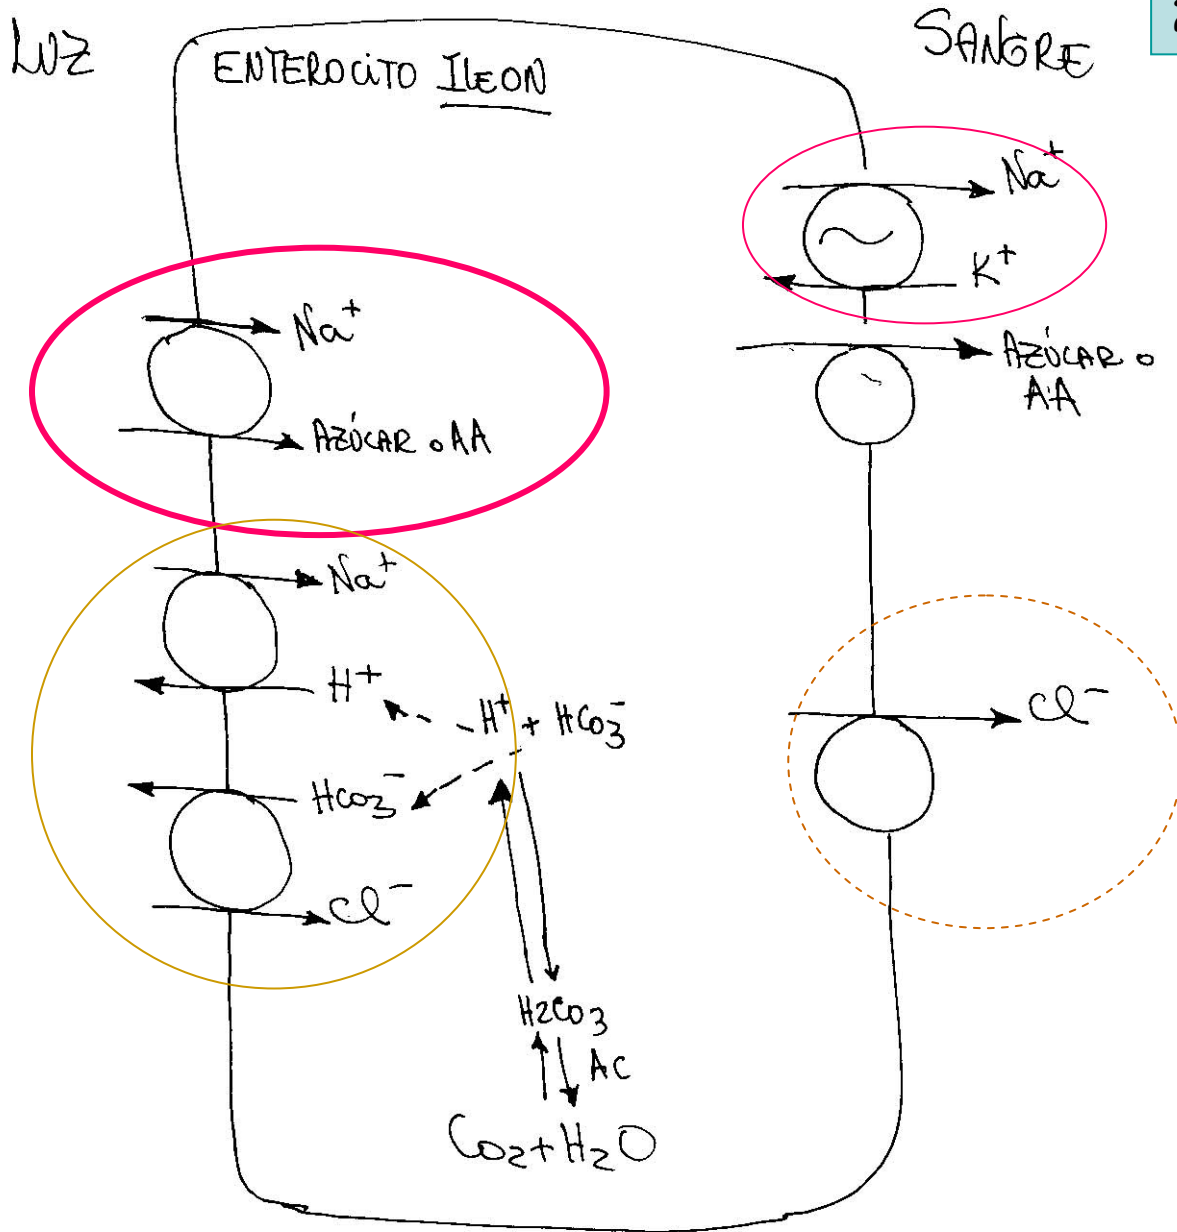 LUZ
ENTEROCITO ILEON
SANGRE
Na⁺
K⁺
AZÚCAR o
AA
Na⁺
AZÚCAR o AA
Na⁺
H⁺
H⁺ + HCO₃⁻
HCO₃⁻
Cl⁻
Cl⁻
H2CO₃
AC
CO₂+H₂O